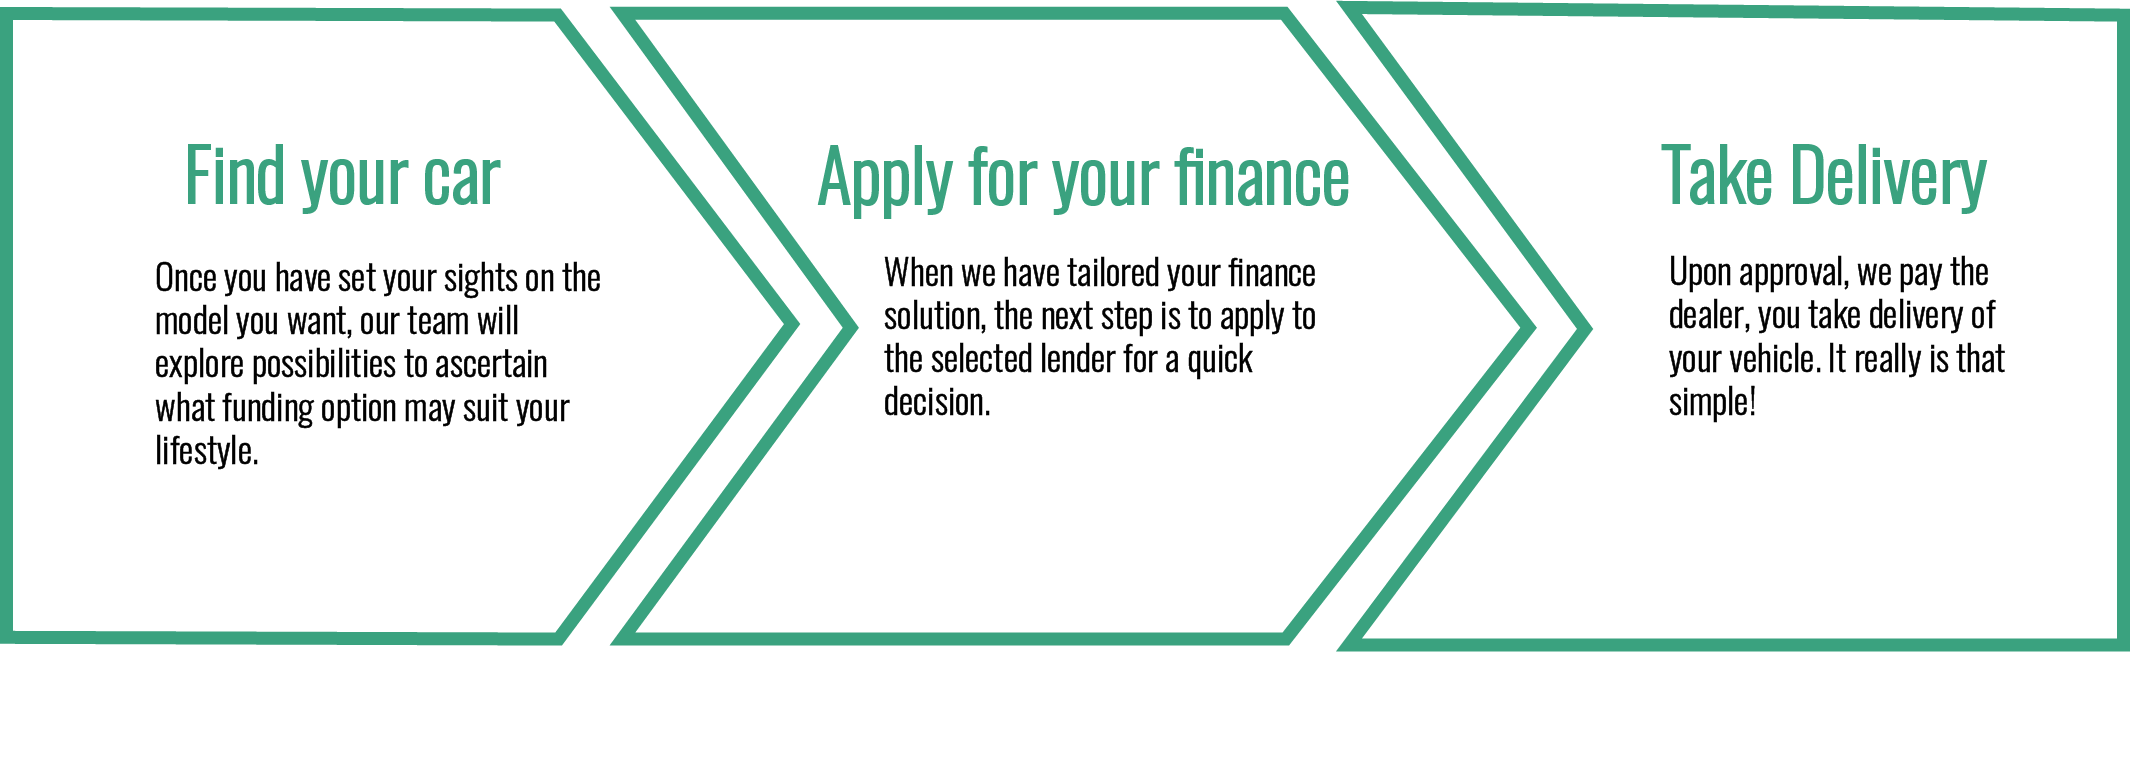 Find your car
Once you have set your sights on the
model you want, our team will
explore possibilities to ascertain
what funding option may suit your
lifestyle.
Apply for your finance
When we have tailored your finance
solution, the next step is to apply to
the selected lender for a quick
decision.
Take Delivery
Upon approval, we pay the
dealer, you take delivery of
your vehicle. It really is that
simple!